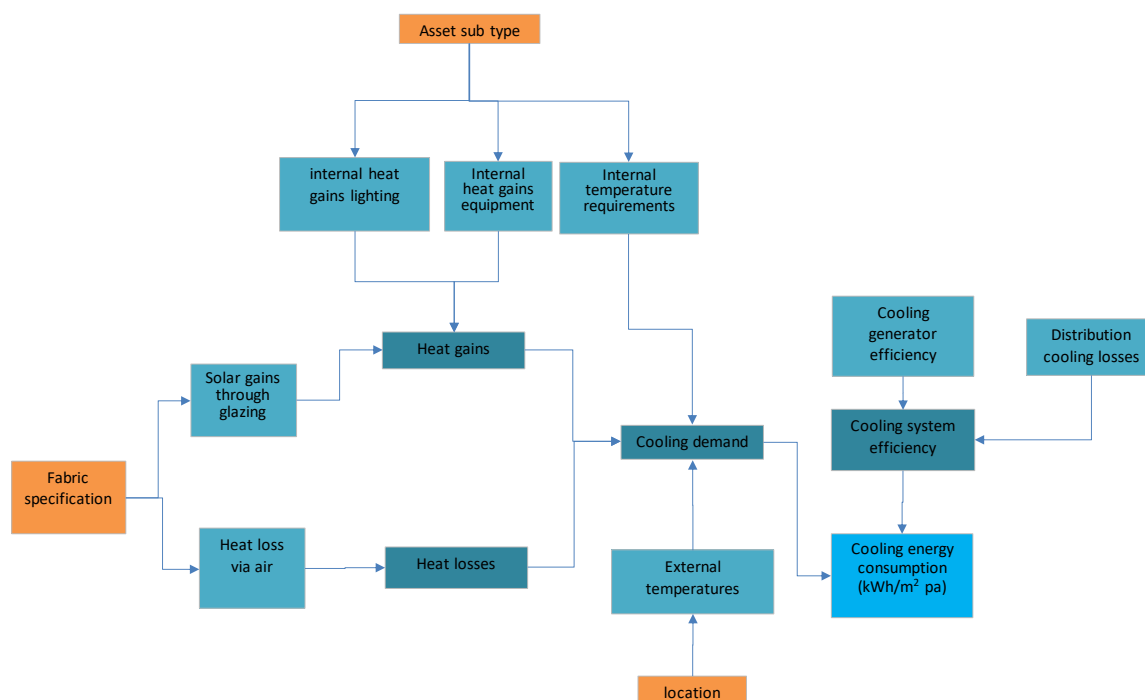 Asset sub type
internal heat
gains lighting
Internal
heat gains
equipment
Internal
temperature
requirements
Cooling
generator
efficiency
Distribution
cooling losses
Heat gains
Solar gains
through
glazing
Cooling demand
Cooling system
efficiency
Fabric
specification
Heat loss
via air
Heat losses
External
temperatures
Cooling energy
consumption
(kWh/m² pa)
location